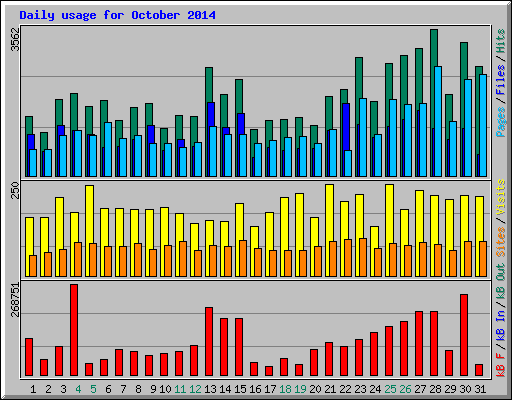 Daily usage for October 2014
3562
Pages / Files / Hits
250
Sites / Visits
268751
kB F / kB In / kB Out
1 2 3 4 5 6 7 8 9 10 11 12 13 14 15 16 17 18 19 20 21 22 23 24 25 26 27 28 29 30 31